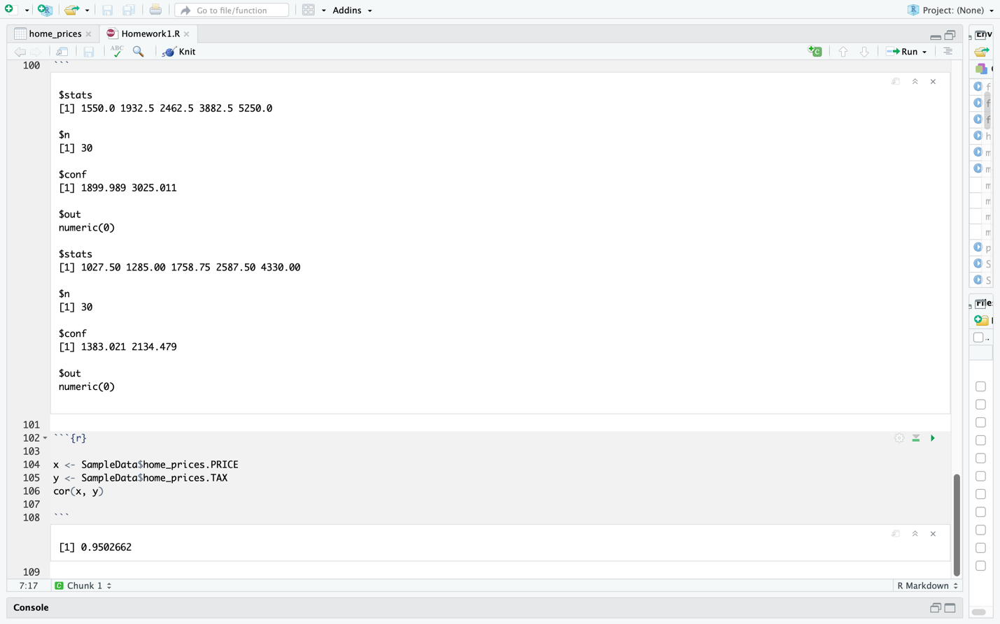 Go to file/function
Addins
Project: (None)
home_prices
Homework1.R
Env
ABC
Knit
Run
100 ```
$stats
[1] 1550.0 1932.5 2462.5 3882.5 5250.0
$n
[1] 30
$conf
[1] 1899.989 3025.011
$out
numeric(0)
$stats
[1] 1027.50 1285.00 1758.75 2587.50 4330.00
$n
[1] 30
$conf
[1] 1383.021 2134.479
$out
numeric(0)
101
102 ```{r}
103
104 x <- SampleData$home_prices.PRICE
105 y <- SampleData$home_prices.TAX
106 cor(x, y)
107
108 ```
[1] 0.9502662
109
7:17
C Chunk 1
R Markdown
Console
f
f
f
h
m
m
m
m
m
m
p
S
S
..